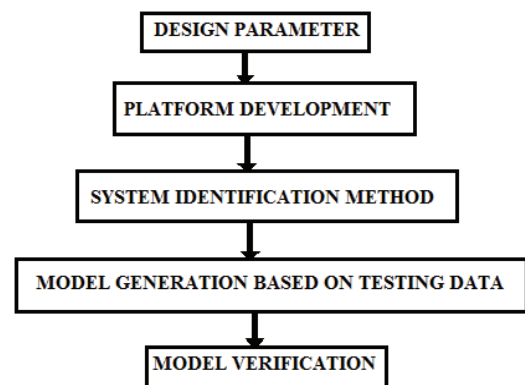 DESIGN PARAMETER
PLATFORM DEVELOPMENT
SYSTEM IDENTIFICATION METHOD
MODEL GENERATION BASED ON TESTING DATA
MODEL VERIFICATION